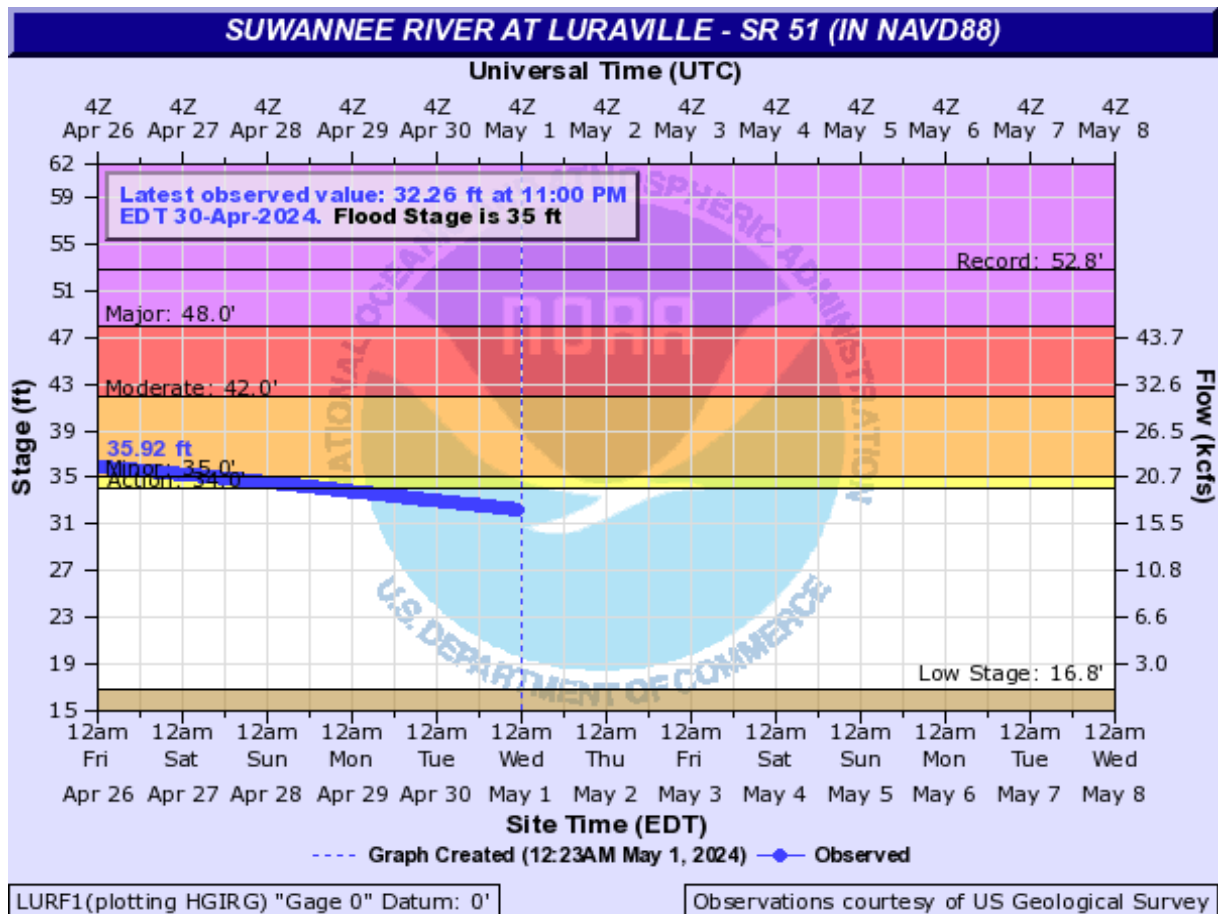 SUWANNEE RIVER AT LURAVILLE - SR 51 (IN NAVD88)
Universal Time (UTC)
4Z 4Z 4Z 4Z 4Z 4Z 4Z 4Z 4Z 4Z 4Z 4Z 4Z
Apr 26 Apr 27 Apr 28 Apr 29 Apr 30 May 1 May 2 May 3 May 4 May 5 May 6 May 7 May 8
62
Latest observed value: 32.26 ft at 11:00 PM
59
EDT 30-Apr-2024. Flood Stage is 35 ft
55
Record: 52.8'
51
Major: 48.0'
47 43.7
43 32.6
Moderate: 42.0'
39 26.5
35.92 ft
Minor: 35.0'
35 20.7
Action: 34.0'
31 15.5
27 10.8
23 6.6
19 3.0
Low Stage: 16.8'
15
Stage (ft)
Flow (kcfs)
NATIONAL OCEANIC AND ATMOSPHERIC ADMINISTRATION
NOAA
U.S. DEPARTMENT OF COMMERCE
12am 12am 12am 12am 12am 12am 12am 12am 12am 12am 12am 12am 12am
Fri Sat Sun Mon Tue Wed Thu Fri Sat Sun Mon Tue Wed
Apr 26 Apr 27 Apr 28 Apr 29 Apr 30 May 1 May 2 May 3 May 4 May 5 May 6 May 7 May 8
Site Time (EDT)
Graph Created (12:23AM May 1, 2024) Observed
LURF1(plotting HGIRG) "Gage 0" Datum: 0'
Observations courtesy of US Geological Survey